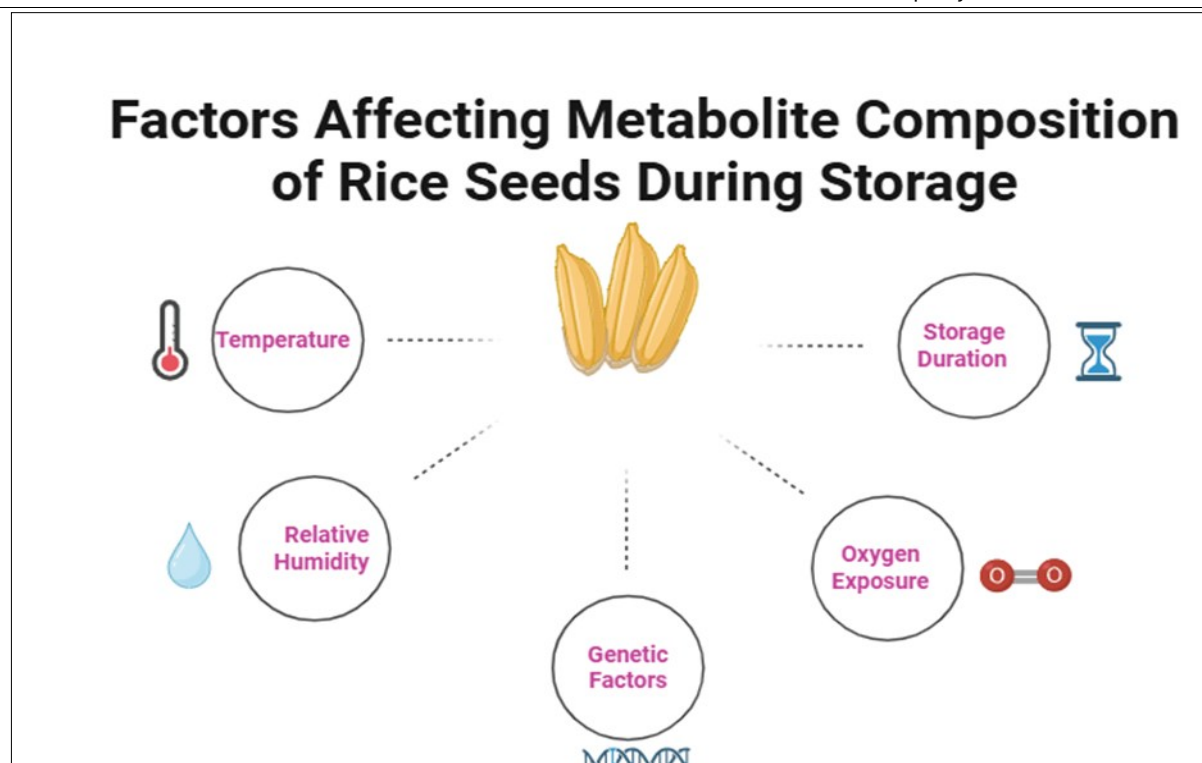 Factors Affecting Metabolite Composition
of Rice Seeds During Storage
Temperature
Storage
Duration
Relative
Humidity
Oxygen
Exposure
O O
Genetic
Factors